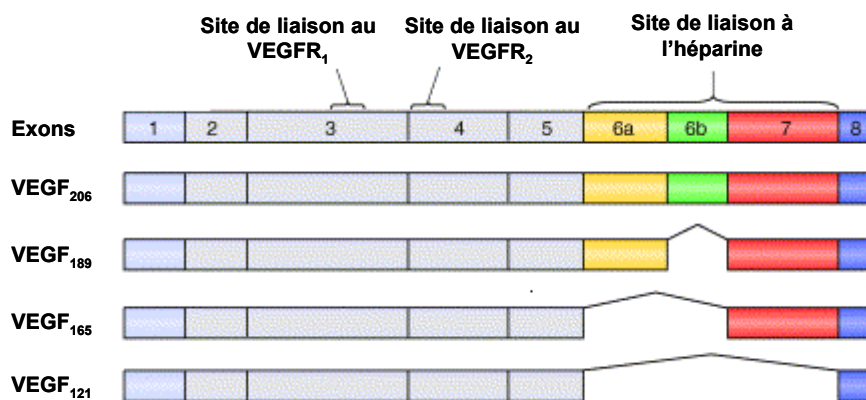 Site de liaison au
VEGFR1
Site de liaison au
VEGFR2
Site de liaison à
l'héparine
Exons 1 2 3 4 5 6a 6b 7 8
VEGF206
VEGF189
VEGF165
VEGF121